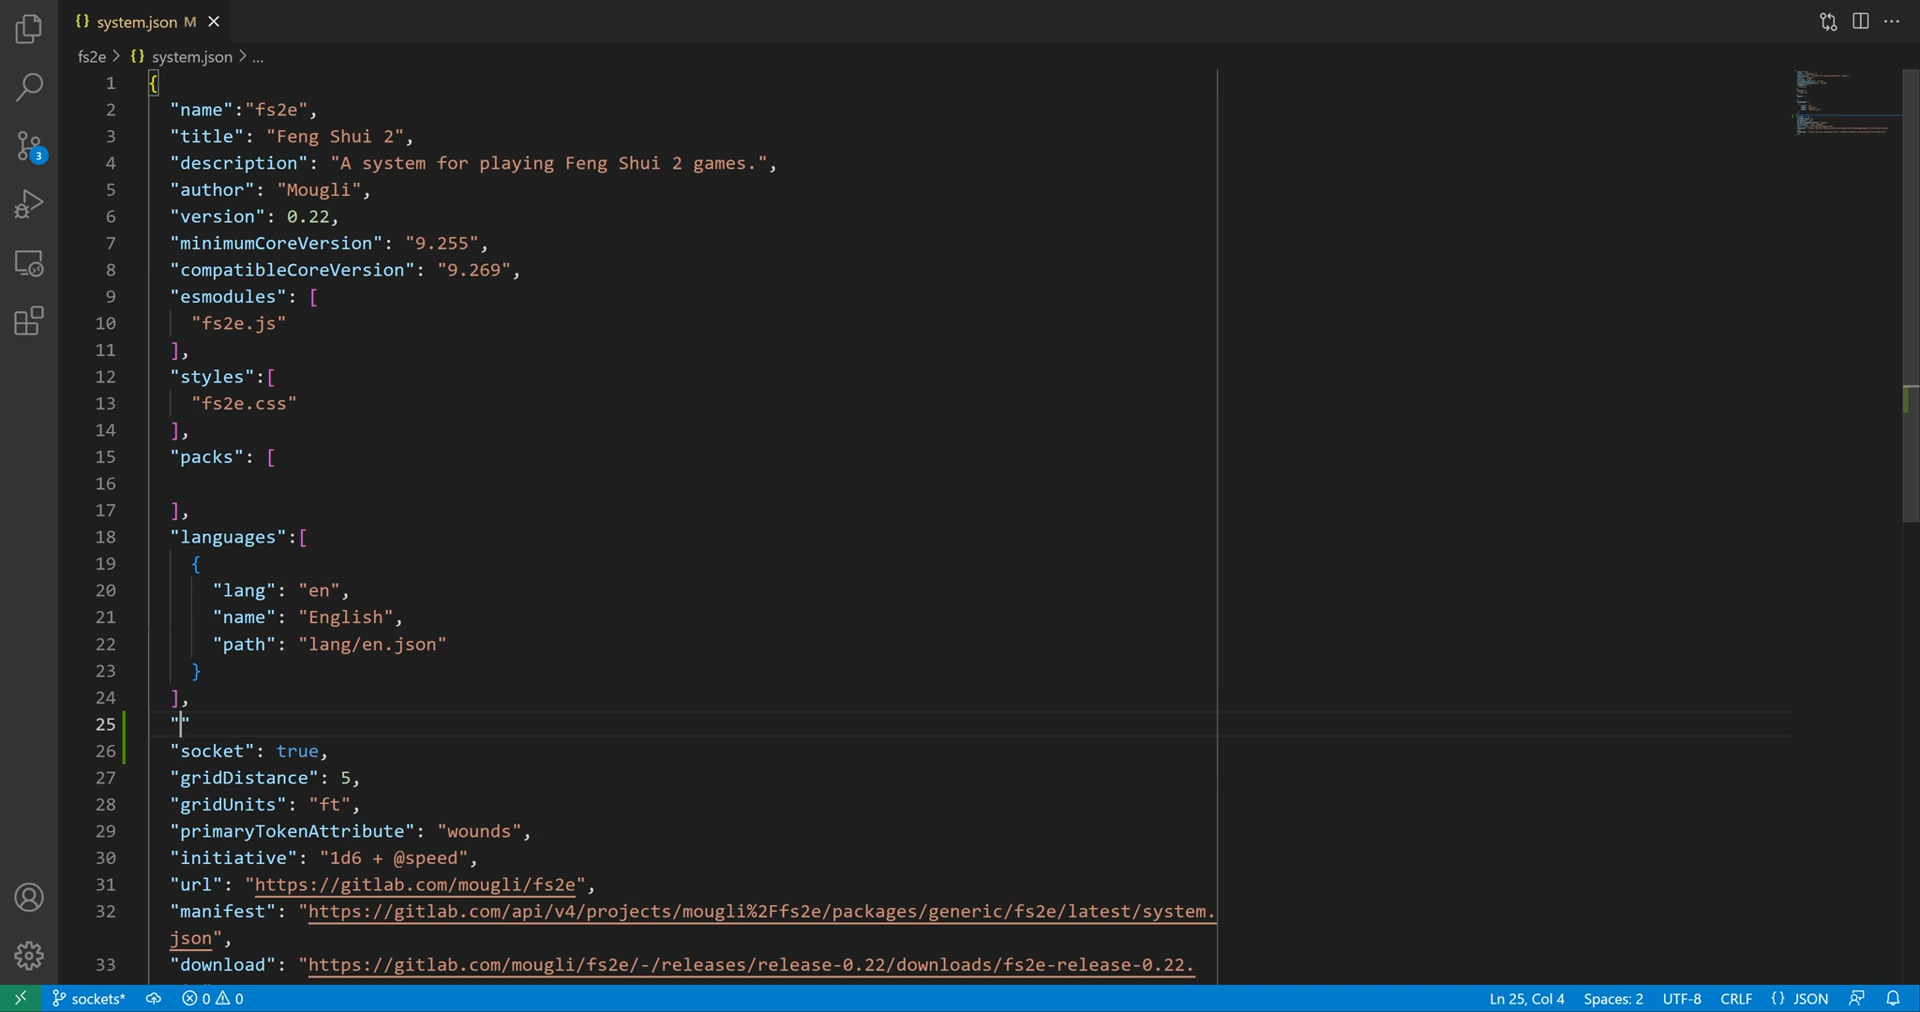 {} system.json M
fs2e > {} system.json > ...
1 {
2 "name":"fs2e",
3 "title": "Feng Shui 2",
4 "description": "A system for playing Feng Shui 2 games.",
5 "author": "Mougli",
6 "version": 0.22,
7 "minimumCoreVersion": "9.255",
8 "compatibleCoreVersion": "9.269",
9 "esmodules": [
10 "fs2e.js"
11 ],
12 "styles":[
13 "fs2e.css"
14 ],
15 "packs": [
16
17 ],
18 "languages":[
19 {
20 "lang": "en",
21 "name": "English",
22 "path": "lang/en.json"
23 }
24 ],
25 ""
26 "socket": true,
27 "gridDistance": 5,
28 "gridUnits": "ft",
29 "primaryTokenAttribute": "wounds",
30 "initiative": "1d6 + @speed",
31 "url": "https://gitlab.com/mougli/fs2e",
32 "manifest": "https://gitlab.com/api/v4/projects/mougli%2Ffs2e/packages/generic/fs2e/latest/system.
json",
33 "download": "https://gitlab.com/mougli/fs2e/-/releases/release-0.22/downloads/fs2e-release-0.22.
3
sockets* 0 0 Ln 25, Col 4 Spaces: 2 UTF-8 CRLF {} JSON